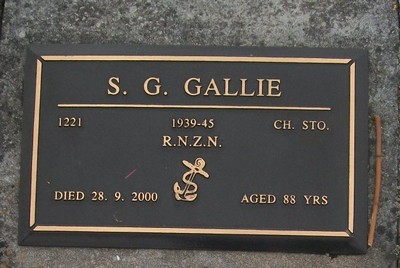 S. G. GALLIE
1221 1939-45 CH. STO.
R.N.Z.N.
DIED 28. 9. 2000 AGED 88 YRS